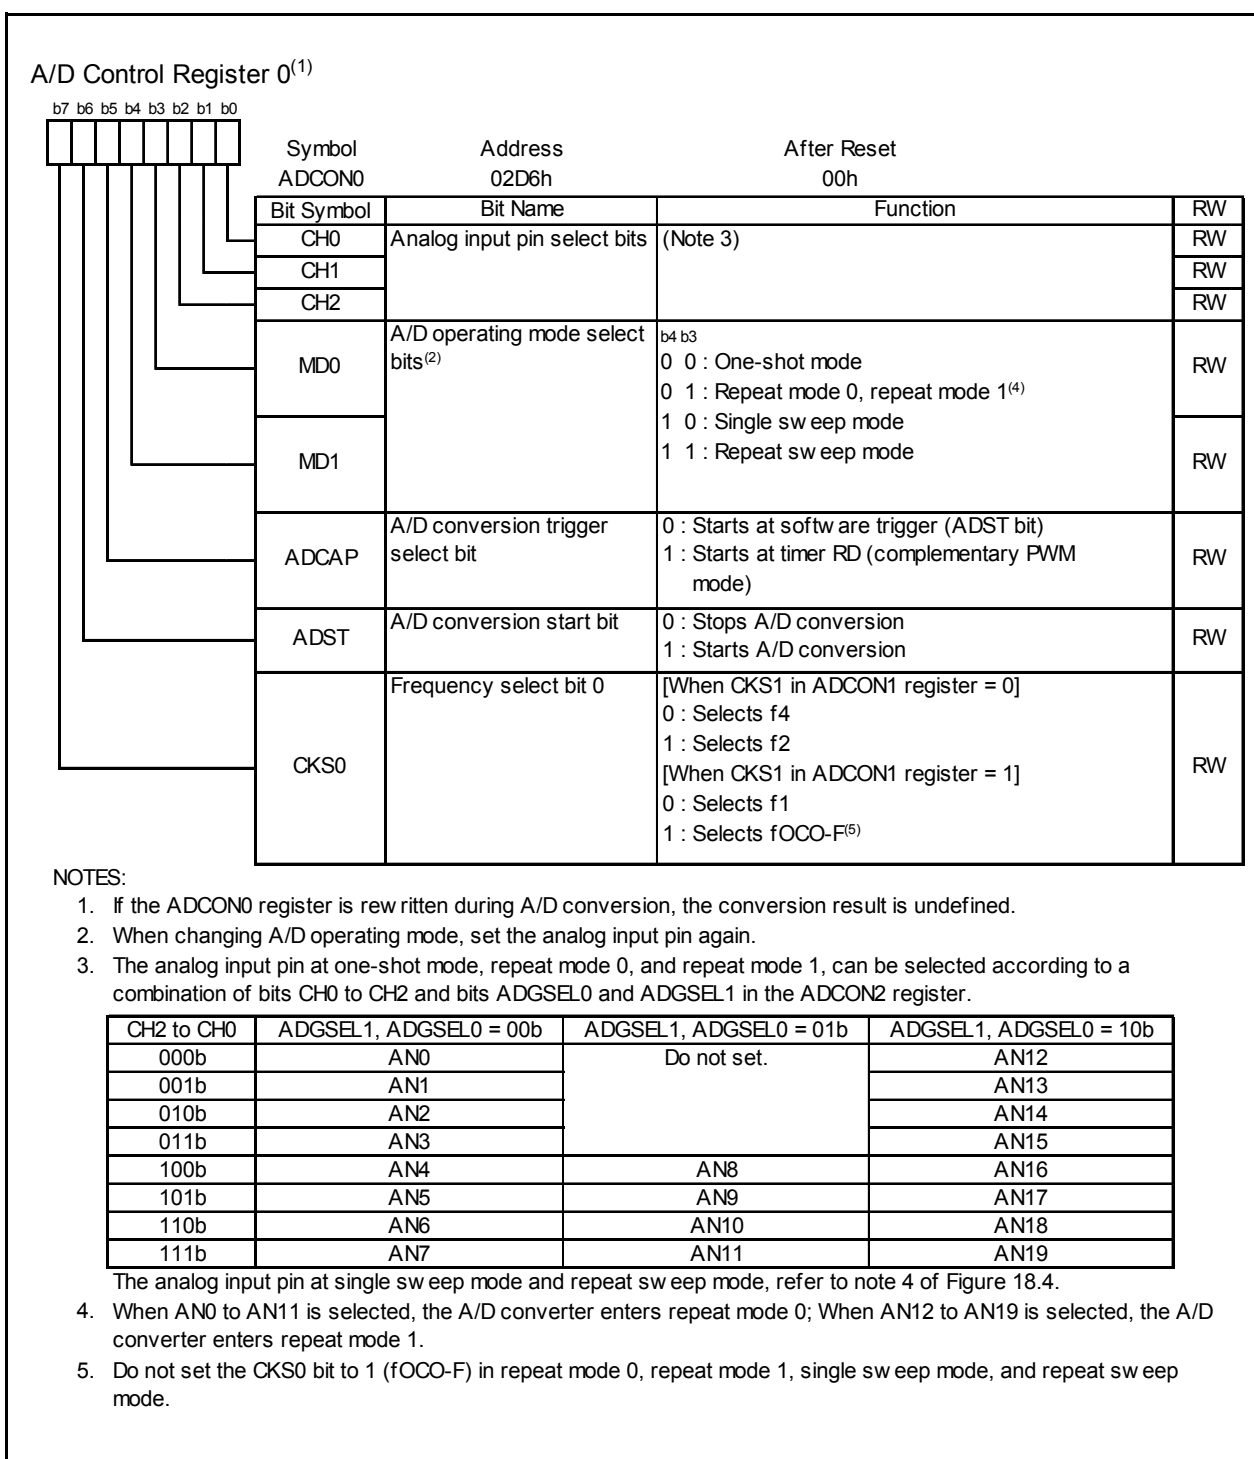 A/D Control Register 0(1)
b7 b6 b5 b4 b3 b2 b1 b0
Symbol Address After Reset
ADCON0 02D6h 00h
Bit Symbol Bit Name Function RW
CH0 Analog input pin select bits (Note 3) RW
CH1 RW
CH2 RW
A/D operating mode select b4 b3
MD0 bits(2) 0 0 : One-shot mode RW
0 1 : Repeat mode 0, repeat mode 1(4)
1 0 : Single sweep mode
MD1 1 1 : Repeat sweep mode RW
A/D conversion trigger 0 : Starts at software trigger (ADST bit)
ADCAP select bit 1 : Starts at timer RD (complementary PWM RW
mode)
A/D conversion start bit 0 : Stops A/D conversion
ADST 1 : Starts A/D conversion RW
Frequency select bit 0 [When CKS1 in ADCON1 register = 0]
0 : Selects f4
1 : Selects f2
CKS0 [When CKS1 in ADCON1 register = 1] RW
0 : Selects f1
1 : Selects fOCO-F(5)
NOTES:
1. If the ADCON0 register is rewritten during A/D conversion, the conversion result is undefined.
2. When changing A/D operating mode, set the analog input pin again.
3. The analog input pin at one-shot mode, repeat mode 0, and repeat mode 1, can be selected according to a
combination of bits CH0 to CH2 and bits ADGSEL0 and ADGSEL1 in the ADCON2 register.
CH2 to CH0 ADGSEL1, ADGSEL0 = 00b ADGSEL1, ADGSEL0 = 01b ADGSEL1, ADGSEL0 = 10b
000b AN0 Do not set. AN12
001b AN1 AN13
010b AN2 AN14
011b AN3 AN15
100b AN4 AN8 AN16
101b AN5 AN9 AN17
110b AN6 AN10 AN18
111b AN7 AN11 AN19
The analog input pin at single sweep mode and repeat sweep mode, refer to note 4 of Figure 18.4.
4. When AN0 to AN11 is selected, the A/D converter enters repeat mode 0; When AN12 to AN19 is selected, the A/D
converter enters repeat mode 1.
5. Do not set the CKS0 bit to 1 (fOCO-F) in repeat mode 0, repeat mode 1, single sweep mode, and repeat sweep
mode.